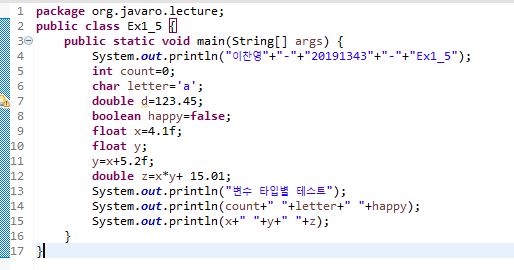 1 package org.javaro.lecture;
2 public class Ex1_5 {
3 public static void main(String[] args) {
4 System.out.println("이찬영"+"-"+"20191343"+"-"+"Ex1_5");
5 int count=0;
6 char letter='a';
7 double d=123.45;
8 boolean happy=false;
9 float x=4.1f;
10 float y;
11 y=x+5.2f;
12 double z=x*y+ 15.01;
13 System.out.println("변수 타입별 테스트");
14 System.out.println(count+" "+letter+" "+happy);
15 System.out.println(x+" "+y+" "+z);
16 }
17 }